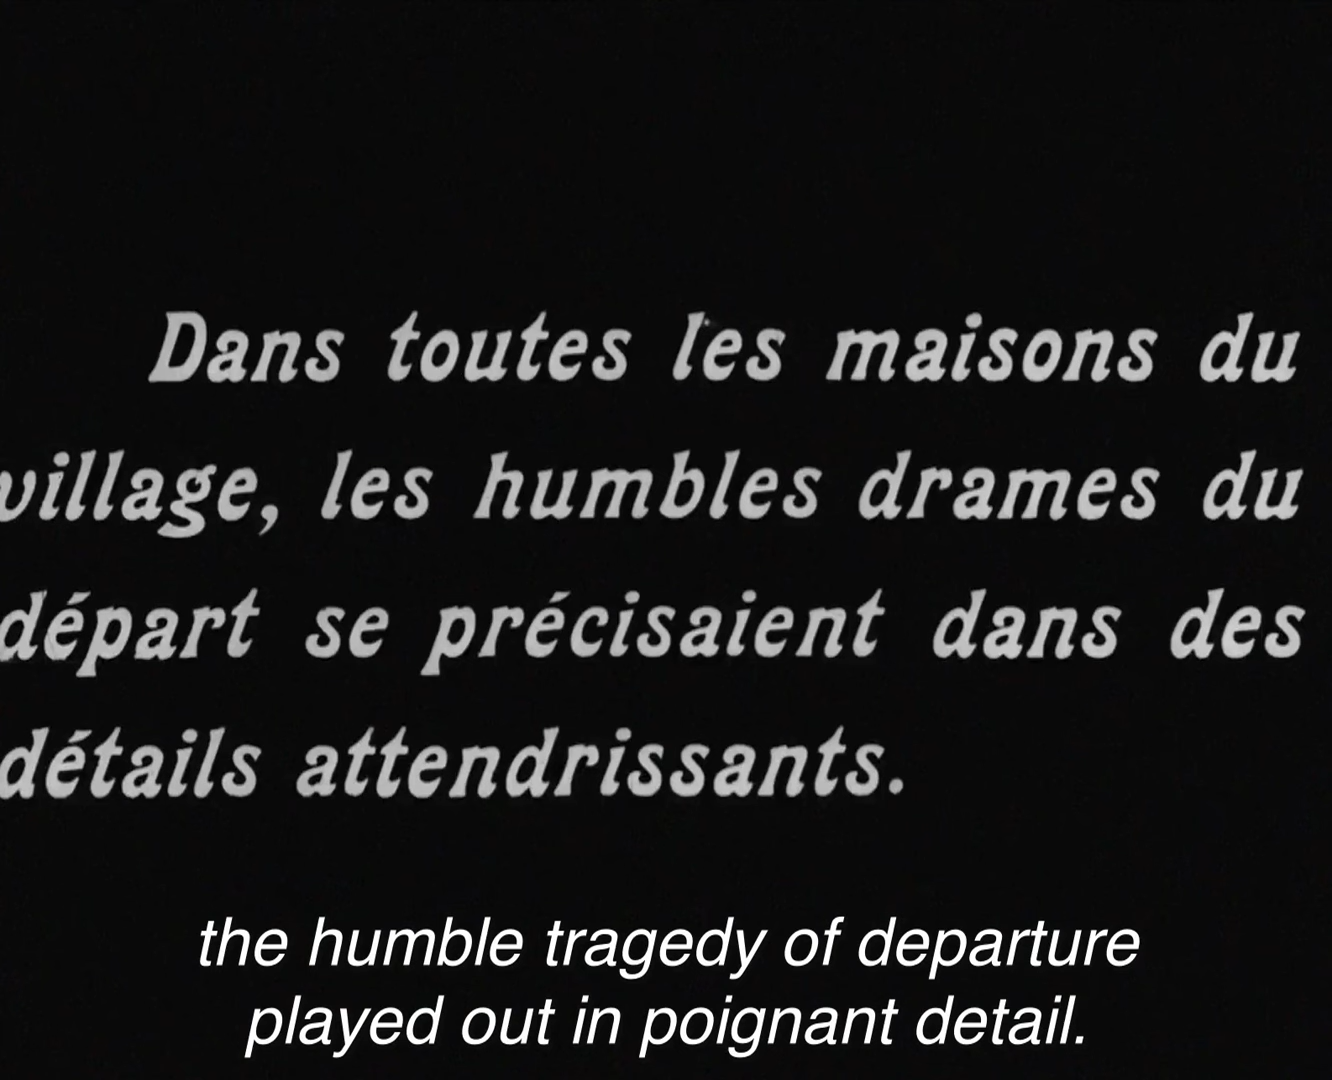 Dans toutes les maisons du
village, les humbles drames du
départ se précisaient dans des
détails attendrissants.
the humble tragedy of departure
played out in poignant detail.